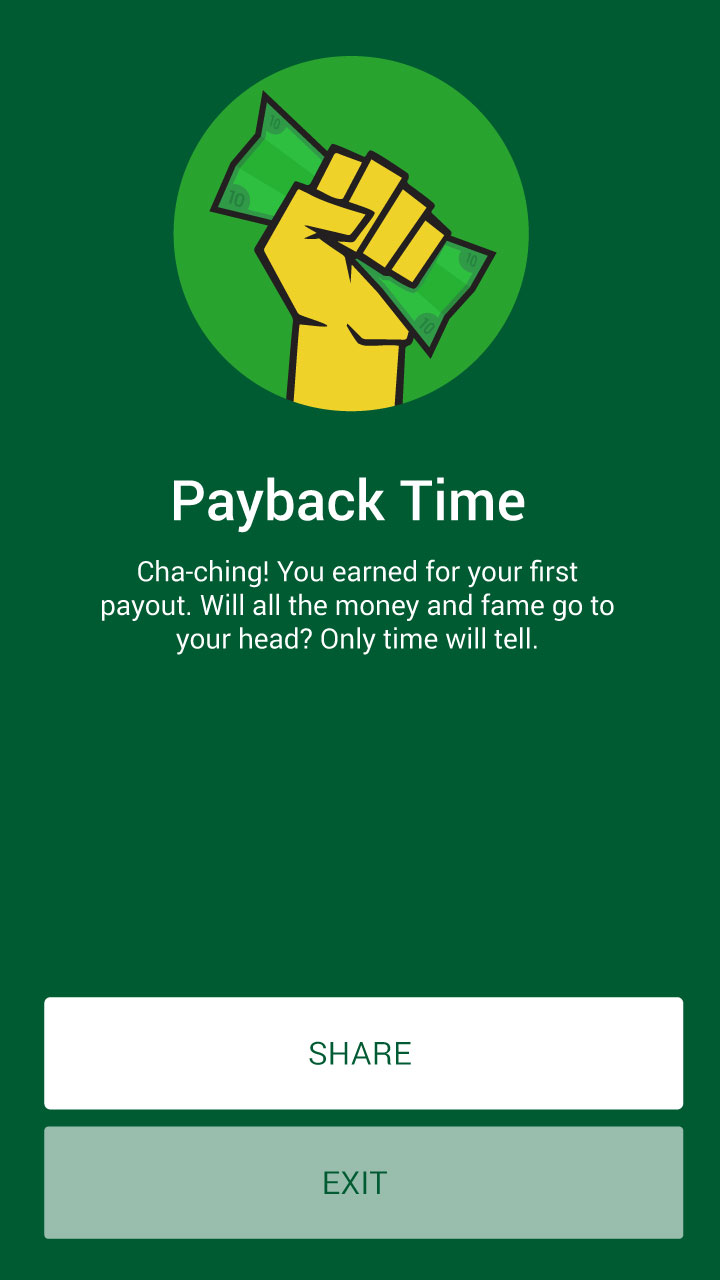 10
10
10
10
Payback Time
Cha-ching! You earned for your first
payout. Will all the money and fame go to
your head? Only time will tell.
SHARE
EXIT